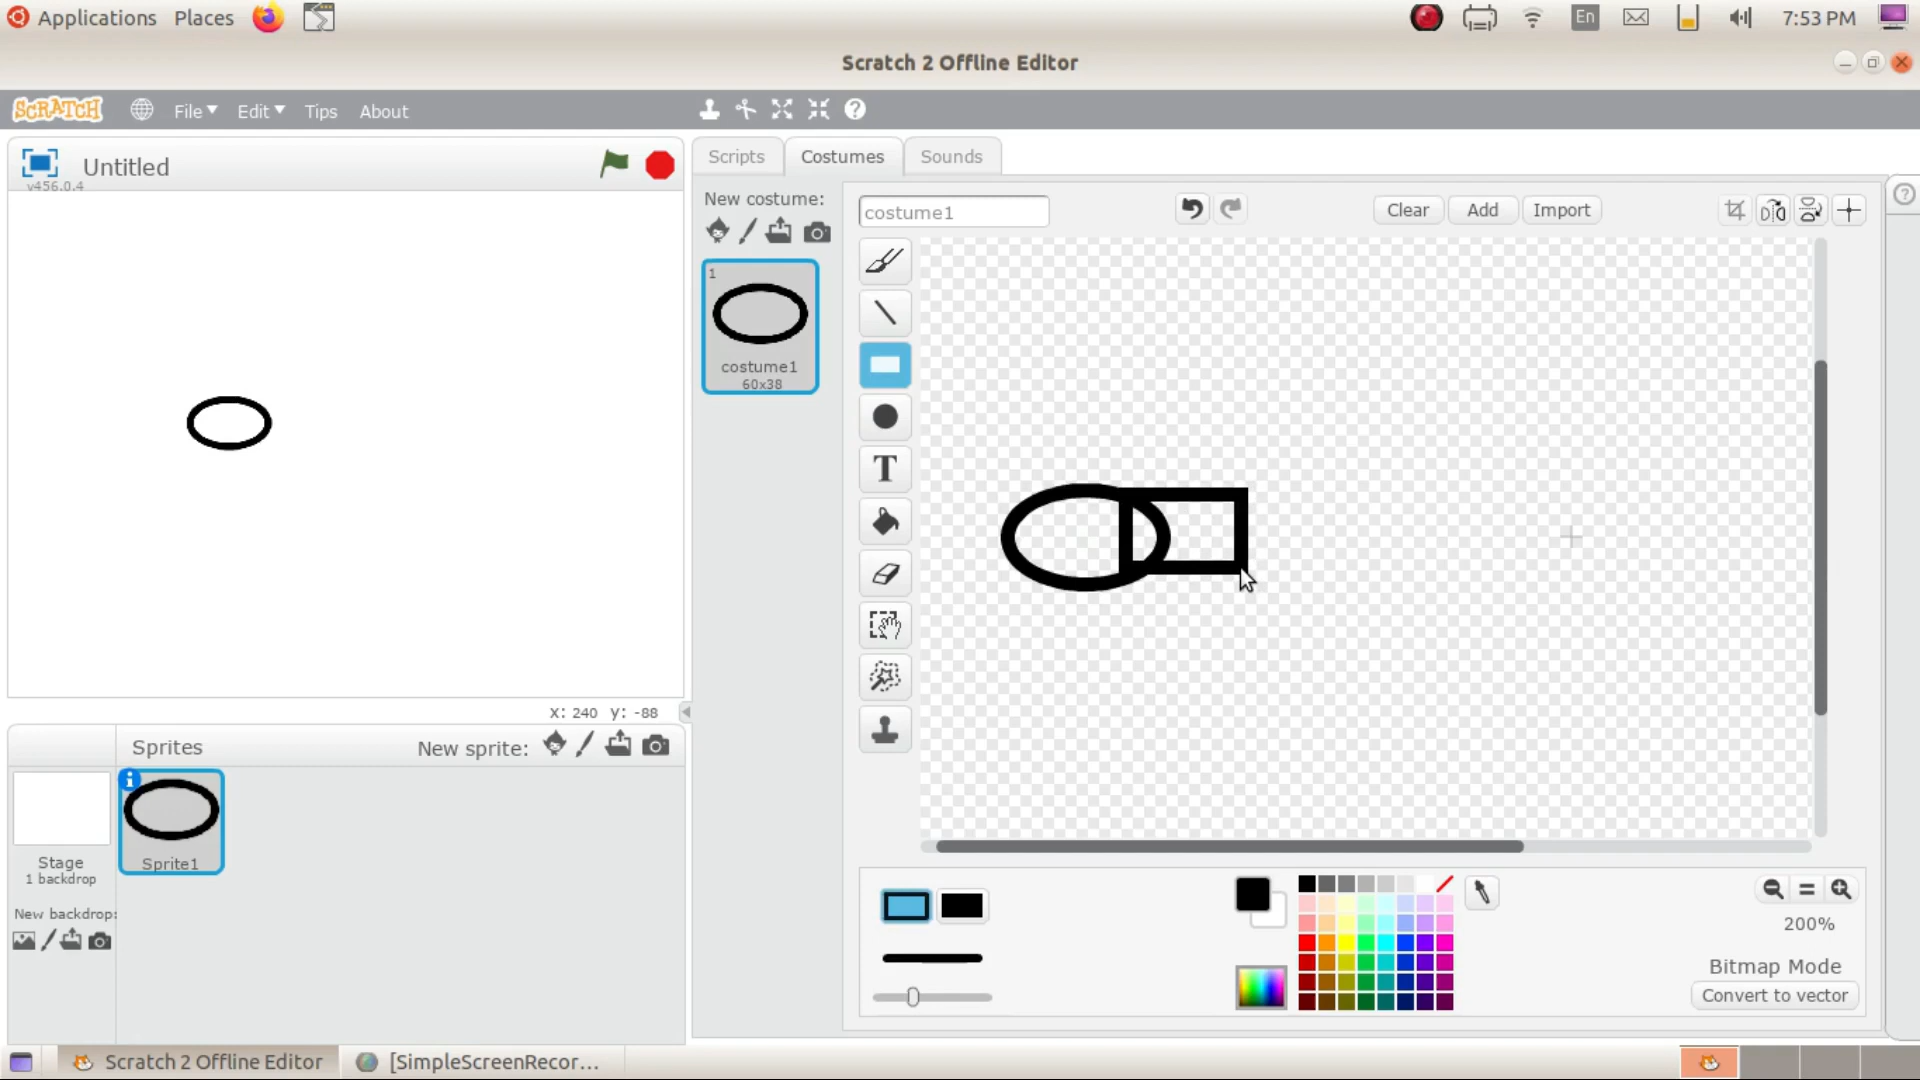 Applications Places
En
7:53 PM
Scratch 2 Offline Editor
SCRATCH File Edit Tips About
Untitled
v456.0.4
Scripts Costumes Sounds
New costume:
1
costume1
60x38
costume1
Clear Add Import
T
x: 240 y: -88
Sprites New sprite:
Sprite1
Stage
1 backdrop
New backdrop:
200%
Bitmap Mode
Convert to vector
Scratch 2 Offline Editor
[SimpleScreenRecor...